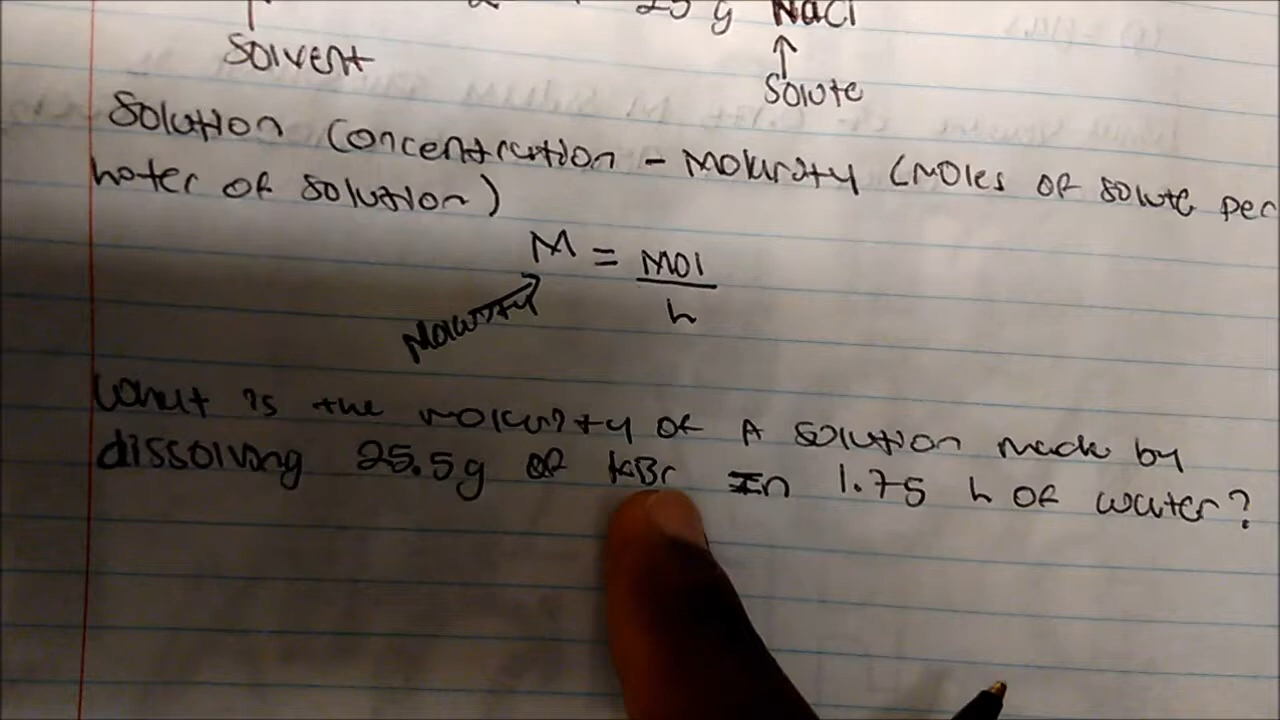 25 g NaCl
Solvent
Solute
Solution Concentration - Molarity (Moles of solute per
Liter of solution)
M = mol
L
Molarity
What is the molarity of A solution made by
dissolving 25.5g of KBr In 1.75 L of water?